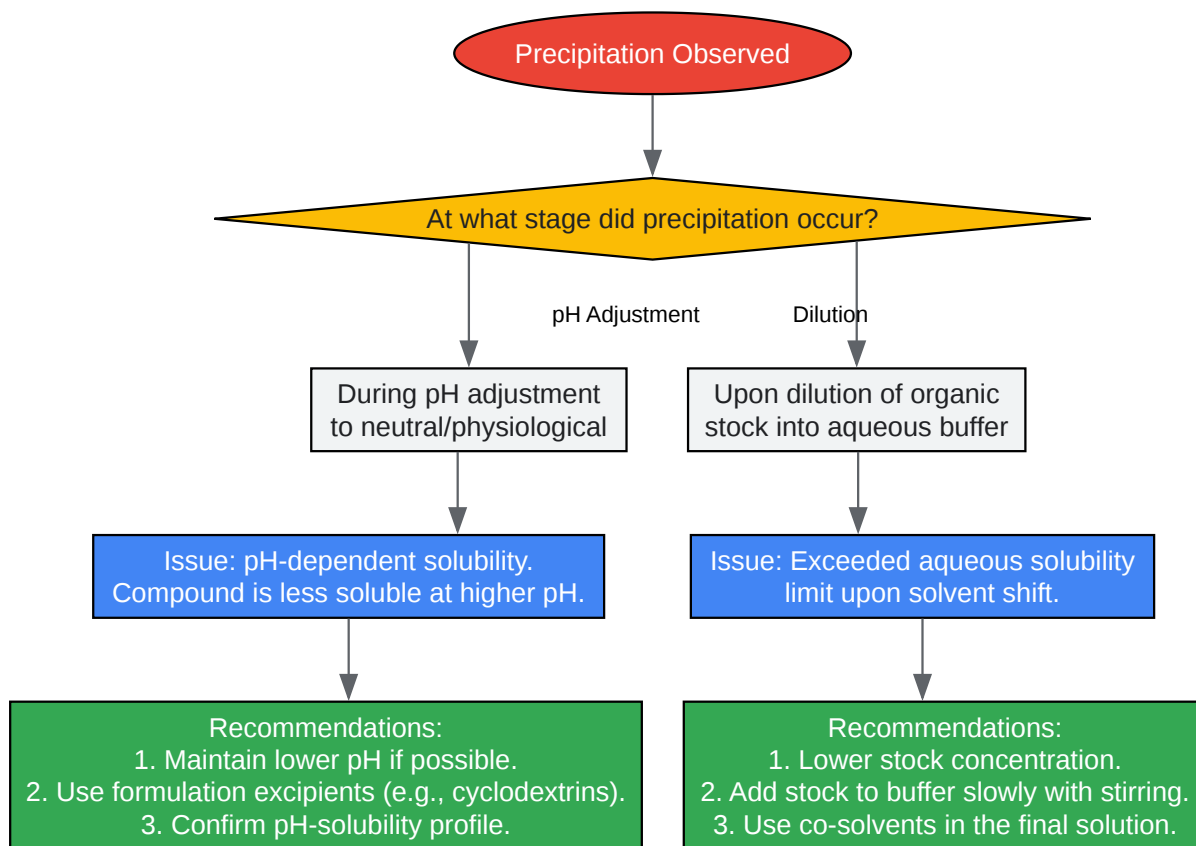 Precipitation Observed
At what stage did precipitation occur?
pH Adjustment
Dilution
During pH adjustment
to neutral/physiological
Upon dilution of organic
stock into aqueous buffer
Issue: pH-dependent solubility.
Compound is less soluble at higher pH.
Issue: Exceeded aqueous solubility
limit upon solvent shift.
Recommendations:
1. Maintain lower pH if possible.
2. Use formulation excipients (e.g., cyclodextrins).
3. Confirm pH-solubility profile.
Recommendations:
1. Lower stock concentration.
2. Add stock to buffer slowly with stirring.
3. Use co-solvents in the final solution.